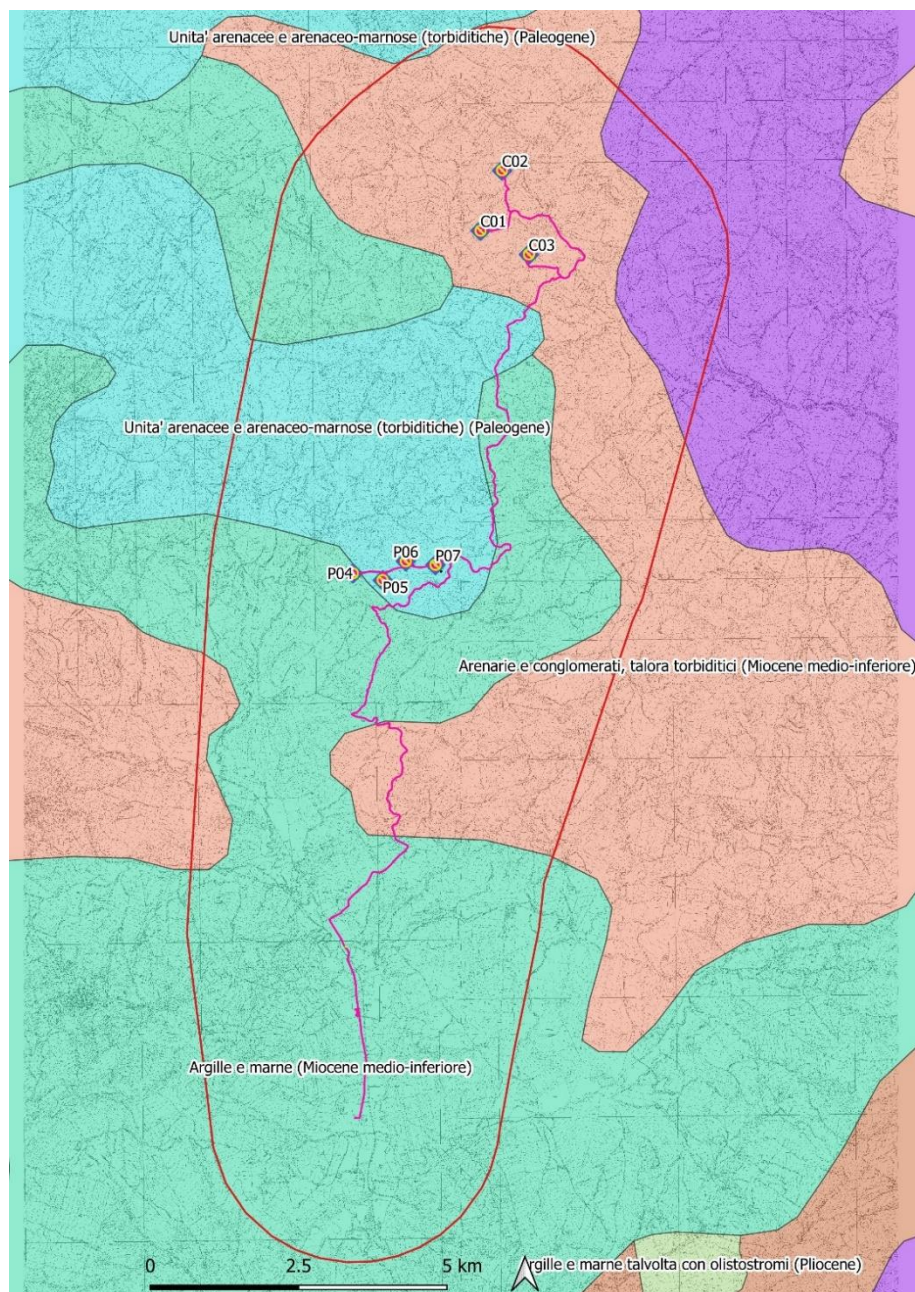 Unita' arenacee e arenaceo-marnose (torbiditiche) (Paleogene)
C02
C01
C03
Unita' arenacee e arenaceo-marnose (torbiditiche) (Paleogene)
P06
P07
P04
P05
Arenarie e conglomerati, talora torbiditici (Miocene medio-inferiore)
Argille e marne (Miocene medio-inferiore)
0 2.5 5 km
Argille e marne talvolta con olistostromi (Pliocene)